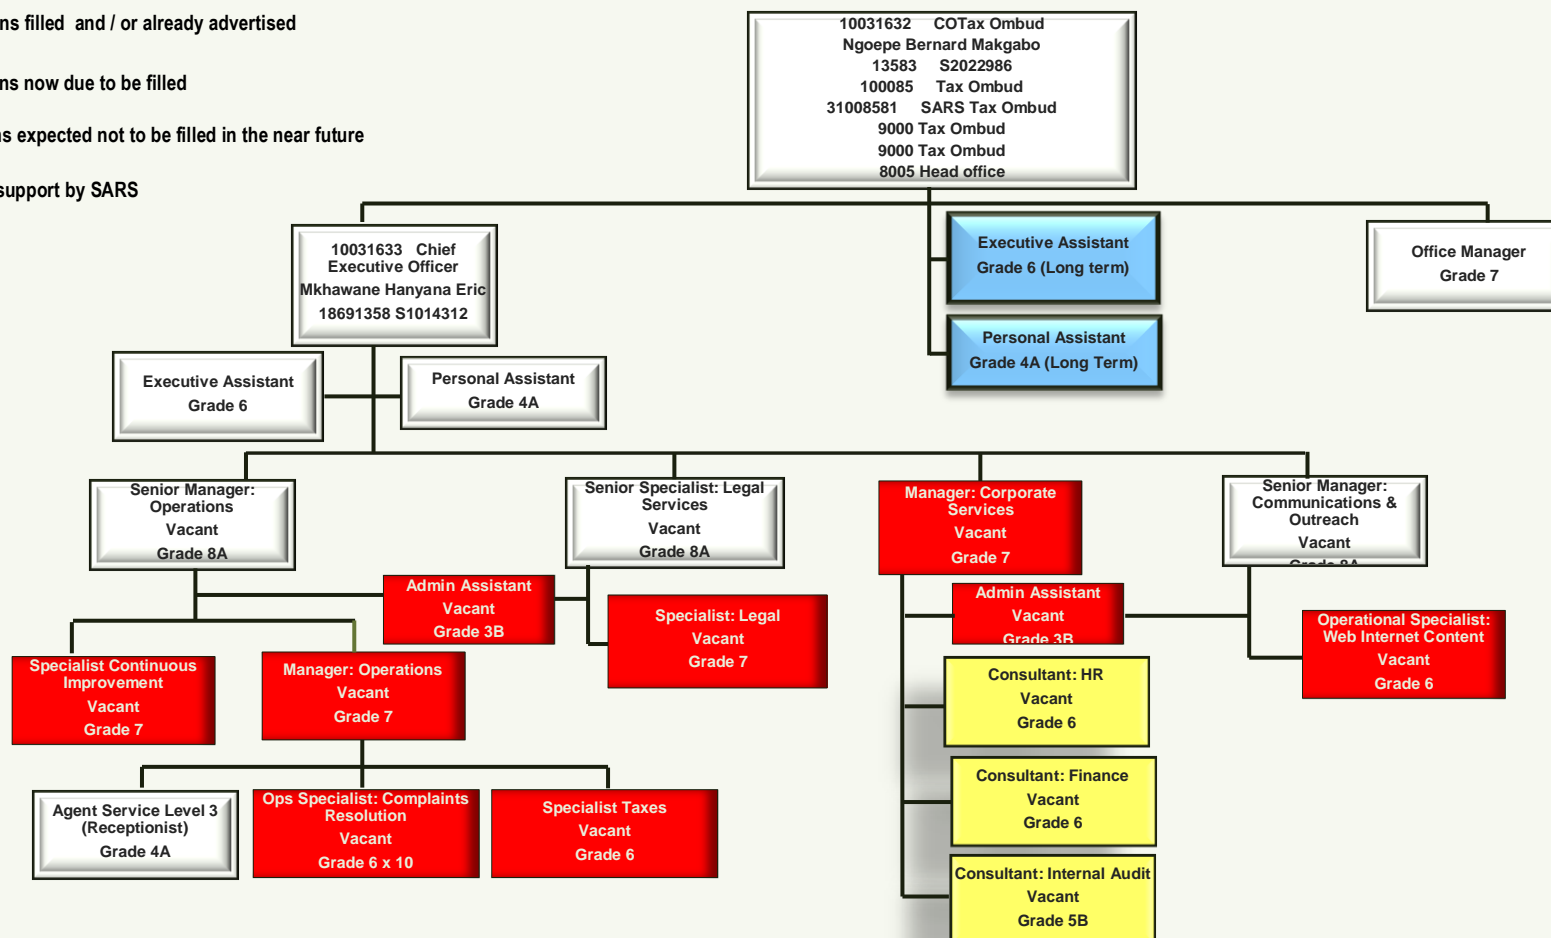 ns filled and / or already advertised
ns now due to be filled
ns expected not to be filled in the near future
support by SARS
10031632 COTax Ombud
Ngoepe Bernard Makgabo
13583 S2022986
100085 Tax Ombud
31008581 SARS Tax Ombud
9000 Tax Ombud
9000 Tax Ombud
8005 Head office
10031633 Chief
Executive Officer
Mkhawane Hanyana Eric
18691358 S1014312
Executive Assistant
Grade 6 (Long term)
Office Manager
Grade 7
Personal Assistant
Grade 4A (Long Term)
Executive Assistant
Grade 6
Personal Assistant
Grade 4A
Senior Manager:
Operations
Vacant
Grade 8A
Senior Specialist: Legal
Services
Vacant
Grade 8A
Manager: Corporate
Services
Vacant
Grade 7
Senior Manager:
Communications &
Outreach
Vacant
Grade 8A
Admin Assistant
Vacant
Grade 3B
Specialist: Legal
Vacant
Grade 7
Admin Assistant
Vacant
Grade 3B
Operational Specialist:
Web Internet Content
Vacant
Grade 6
Specialist Continuous
Improvement
Vacant
Grade 7
Manager: Operations
Vacant
Grade 7
Consultant: HR
Vacant
Grade 6
Agent Service Level 3
(Receptionist)
Grade 4A
Ops Specialist: Complaints
Resolution
Vacant
Grade 6 x 10
Specialist Taxes
Vacant
Grade 6
Consultant: Finance
Vacant
Grade 6
Consultant: Internal Audit
Vacant
Grade 5B